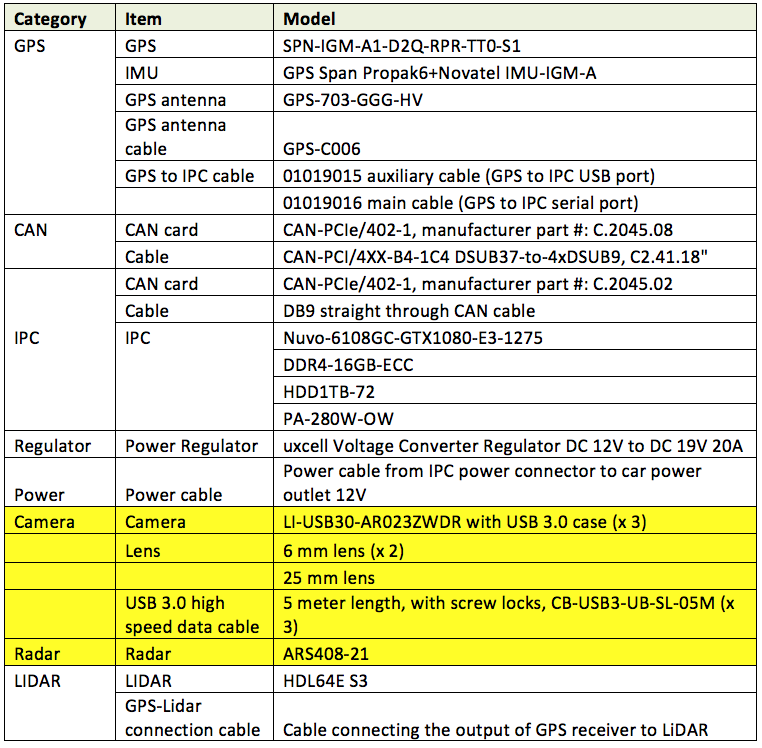 Category Item Model
GPS GPS SPN-IGM-A1-D2Q-RPR-TT0-S1
IMU GPS Span Propak6+Novatel IMU-IGM-A
GPS antenna GPS-703-GGG-HV
GPS antenna
cable GPS-C006
GPS to IPC cable 01019015 auxiliary cable (GPS to IPC USB port)
01019016 main cable (GPS to IPC serial port)
CAN CAN card CAN-PCIe/402-1, manufacturer part #: C.2045.08
Cable CAN-PCI/4XX-B4-1C4 DSUB37-to-4xDSUB9, C2.41.18"
CAN card CAN-PCIe/402-1, manufacturer part #: C.2045.02
Cable DB9 straight through CAN cable
IPC IPC Nuvo-6108GC-GTX1080-E3-1275
DDR4-16GB-ECC
HDD1TB-72
PA-280W-OW
Regulator Power Regulator uxcell Voltage Converter Regulator DC 12V to DC 19V 20A
Power cable from IPC power connector to car power
Power Power cable outlet 12V
Camera Camera LI-USB30-AR023ZWDR with USB 3.0 case (x 3)
Lens 6 mm lens (x 2)
25 mm lens
USB 3.0 high 5 meter length, with screw locks, CB-USB3-UB-SL-05M (x
speed data cable 3)
Radar Radar ARS408-21
LIDAR LIDAR HDL64E S3
GPS-Lidar
connection cable Cable connecting the output of GPS receiver to LiDAR